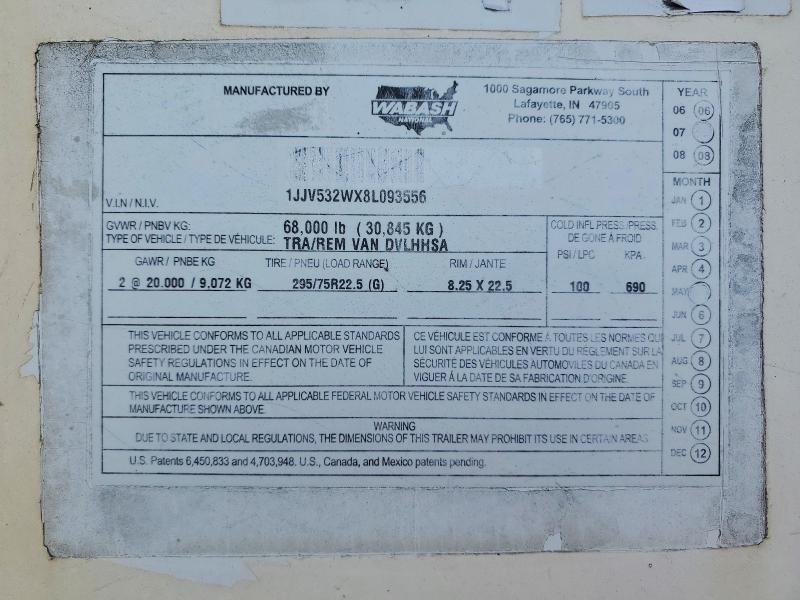 MANUFACTURED BY
WABASH
NATIONAL
1000 Sagamore Parkway South
Lafayette, IN 47905
Phone: (765) 771-5300
V.I.N / N.I.V.
1JJV532WX8L093556
GVWR / PNBV KG: 68,000 lb ( 30,845 KG )
TYPE OF VEHICLE / TYPE DE VÉHICULE: TRA/REM VAN DVLHHSA
COLD INFL PRESS/PRESS.
DE GONE À FROID
GAWR / PNBE KG TIRE / PNEU (LOAD RANGE) RIM / JANTE PSI / LPC KPA
2 @ 20.000 / 9,072 KG 295/75R22.5 (G) 8.25 X 22.5 100 690
THIS VEHICLE CONFORMS TO ALL APPLICABLE STANDARDS
PRESCRIBED UNDER THE CANADIAN MOTOR VEHICLE
SAFETY REGULATIONS IN EFFECT ON THE DATE OF
ORIGINAL MANUFACTURE.
CE VÉHICULE EST CONFORME À TOUTES LES NORMES QUI
LUI SONT APPLICABLES EN VERTU DU RÈGLEMENT SUR LA
SÉCURITÉ DES VÉHICULES AUTOMOBILES DU CANADA EN
VIGUER À LA DATE DE SA FABRICATION D'ORIGINE.
THIS VEHICLE CONFORMS TO ALL APPLICABLE FEDERAL MOTOR VEHICLE SAFETY STANDARDS IN EFFECT ON THE DATE OF
MANUFACTURE SHOWN ABOVE.
WARNING
DUE TO STATE AND LOCAL REGULATIONS, THE DIMENSIONS OF THIS TRAILER MAY PROHIBIT ITS USE IN CERTAIN AREAS
U.S. Patents 6,450,833 and 4,703,948. U.S., Canada, and Mexico patents pending.
YEAR
06 06
07
08 08
MONTH
JAN 1
FEB 2
MAR 3
APR 4
MAY
JUN 6
JUL 7
AUG 8
SEP 9
OCT 10
NOV 11
DEC 12